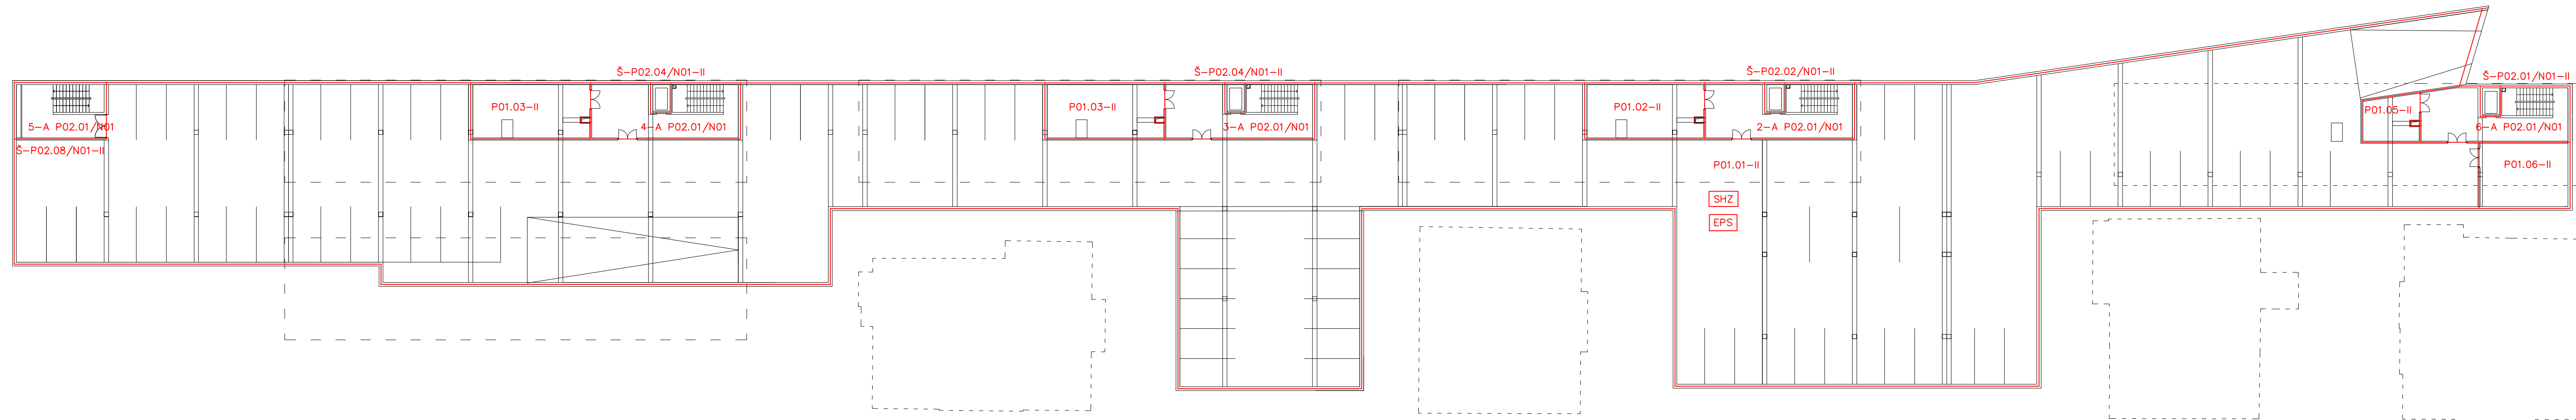 Š-P02.04/N01-II
Š-P02.04/N01-II
Š-P02.02/N01-II
Š-P02.01/N01-II
P01.03-II
P01.03-II
P01.02-II
P01.05-II
5-A P02.01/N01
4-A P02.01/N01
3-A P02.01/N01
2-A P02.01/N01
6-A P02.01/N01
Š-P02.08/N01-II
P01.01-II
P01.06-II
SHZ
EPS